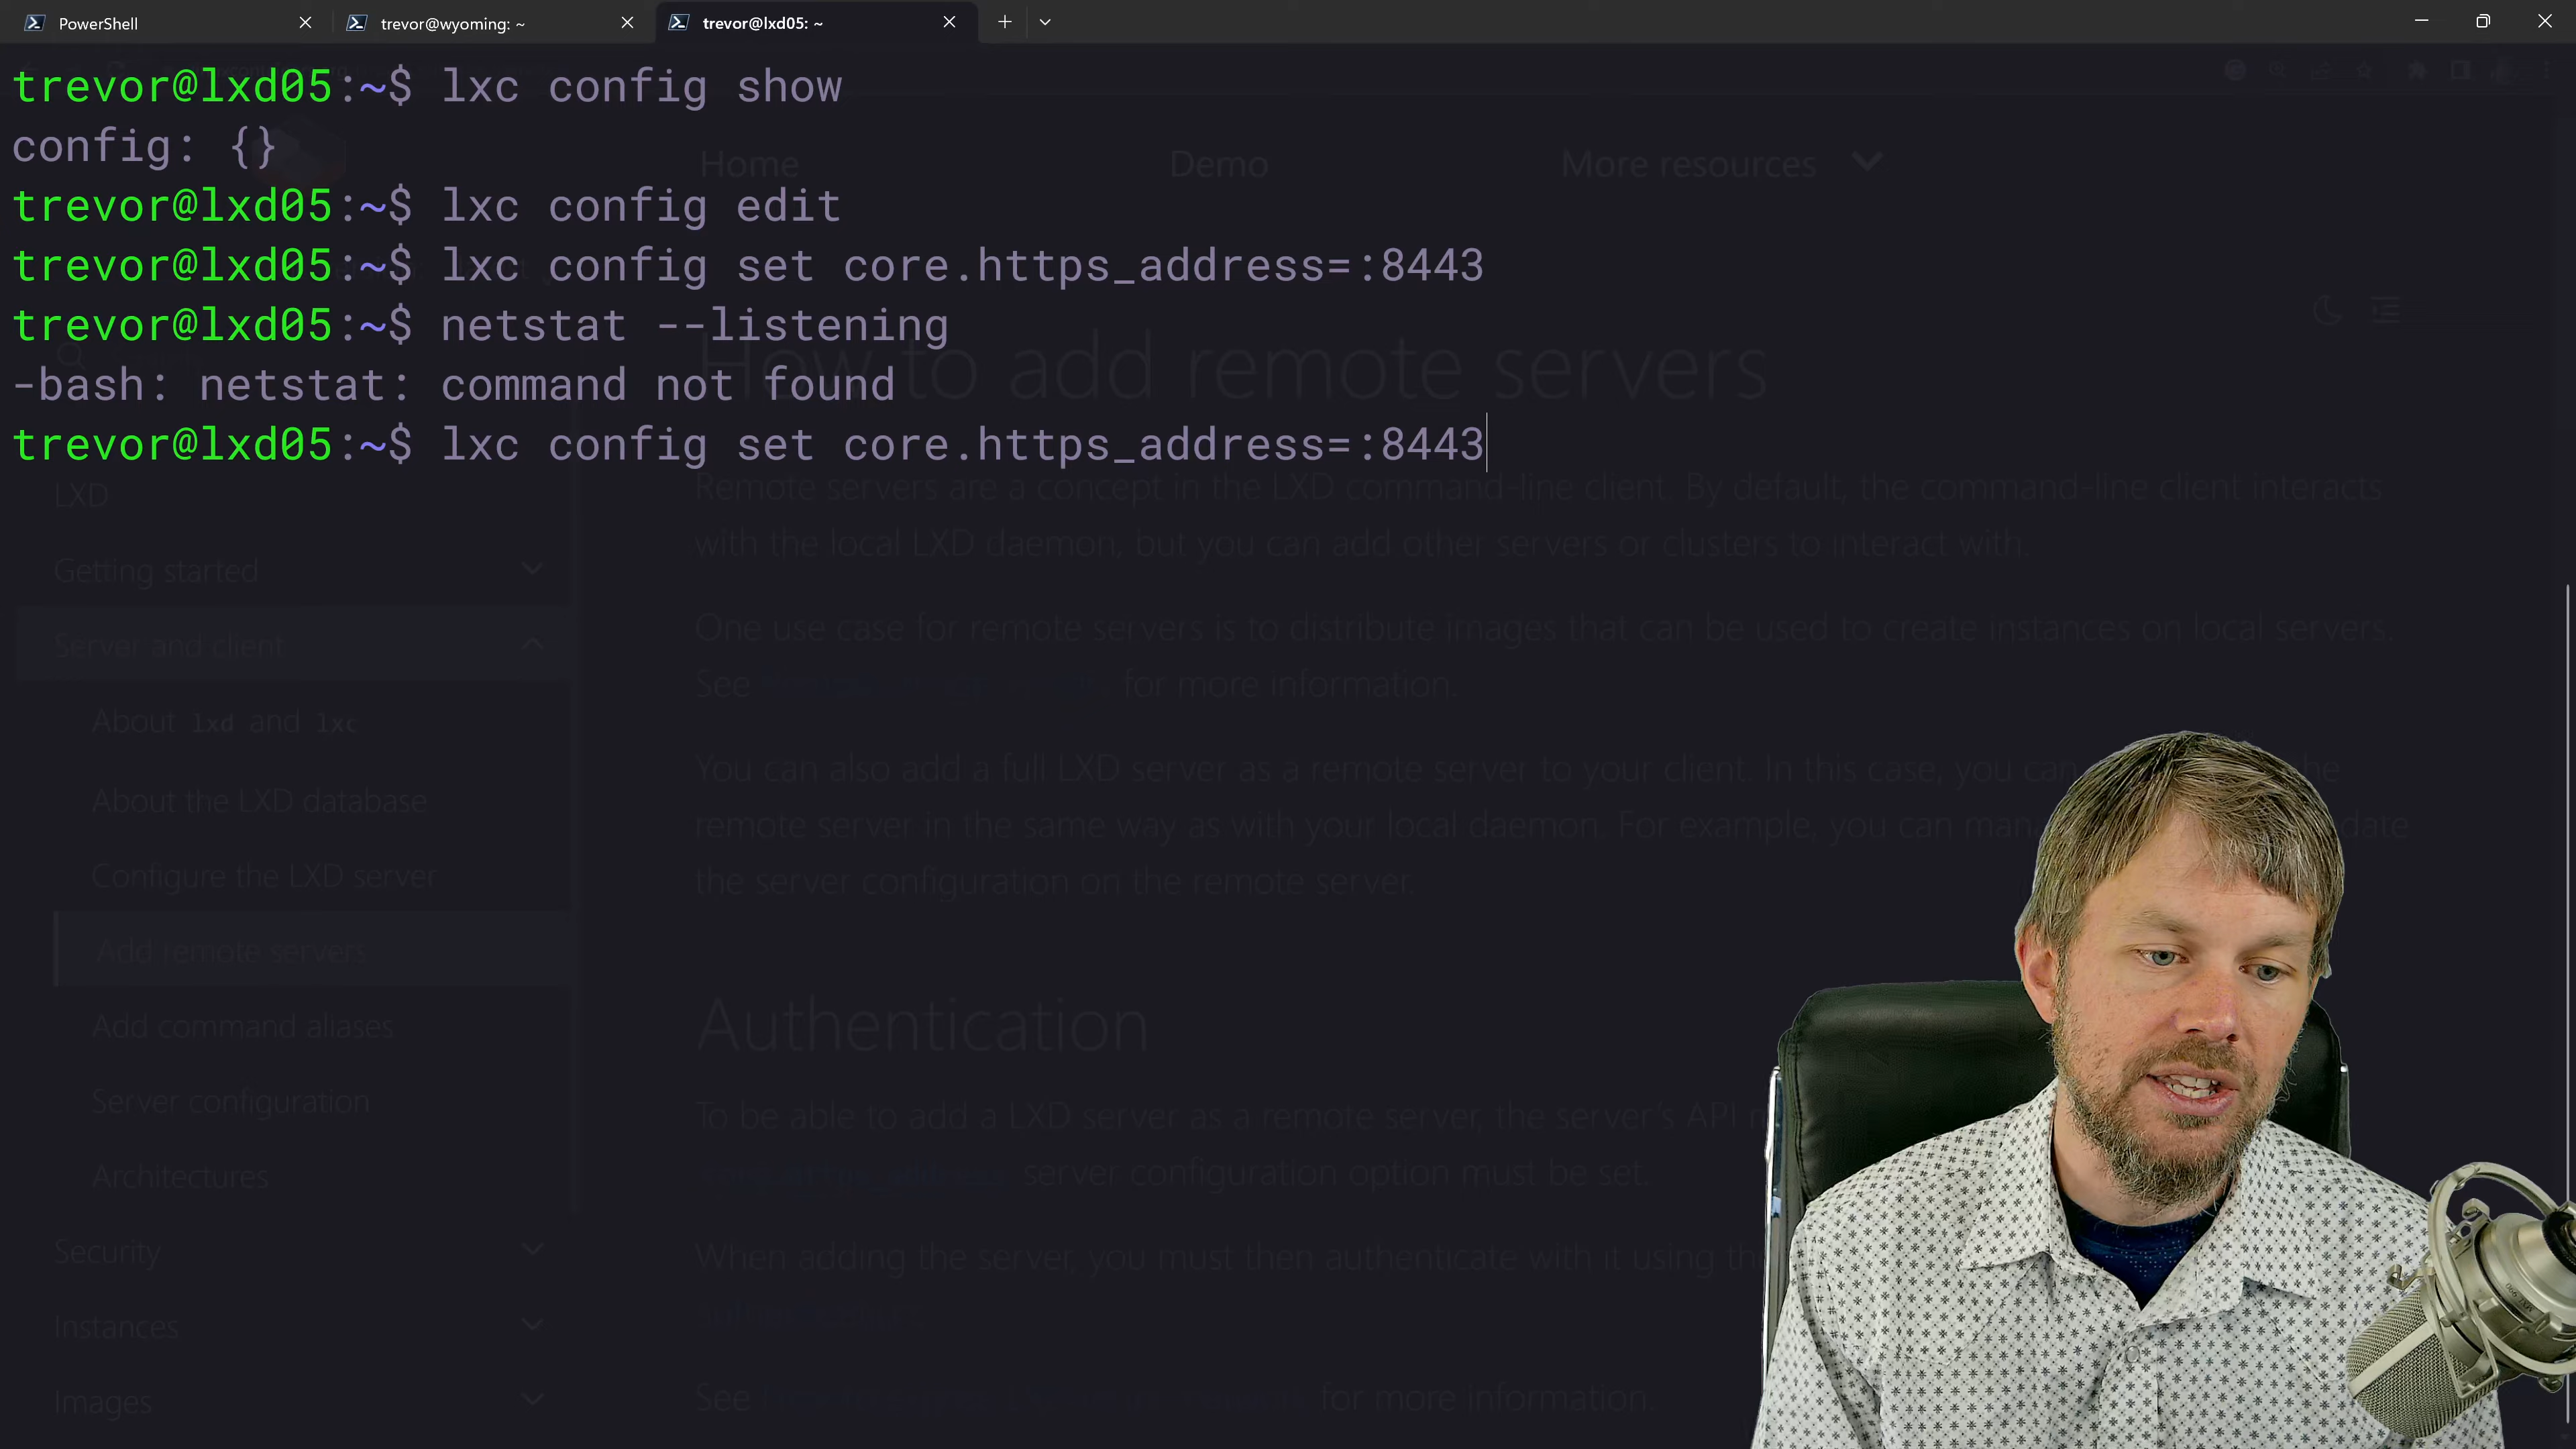 PowerShell
trevor@wyoming: ~
trevor@lxd05: ~
trevor@lxd05:~$ lxc config show
config: {}
trevor@lxd05:~$ lxc config edit
trevor@lxd05:~$ lxc config set core.https_address=:8443
trevor@lxd05:~$ netstat --listening
-bash: netstat: command not found
trevor@lxd05:~$ lxc config set core.https_address=:8443
Home
Demo
More resources
How to add remote servers
Remote servers are a concept in the LXD command-line client. By default, the command-line client interacts
with the local LXD daemon, but you can add other servers or clusters to interact with.
One use case for remote servers is to distribute images that can be used to create instances on local servers.
See
for more information.
You can also add a full LXD server as a remote server to your client. In this case, you can
the
remote server in the same way as with your local daemon. For example, you can
date
the server configuration on the remote server.
Authentication
To be able to add a LXD server as a remote server, the server's API
server configuration option must be set.
When adding the server, you must then authenticate with it using
See
for more information.
LXD
Getting started
Server and client
About lxd and lxc
About the LXD database
Configure the LXD server
Add remote servers
Add command aliases
Server configuration
Architectures
Security
Instances
Images